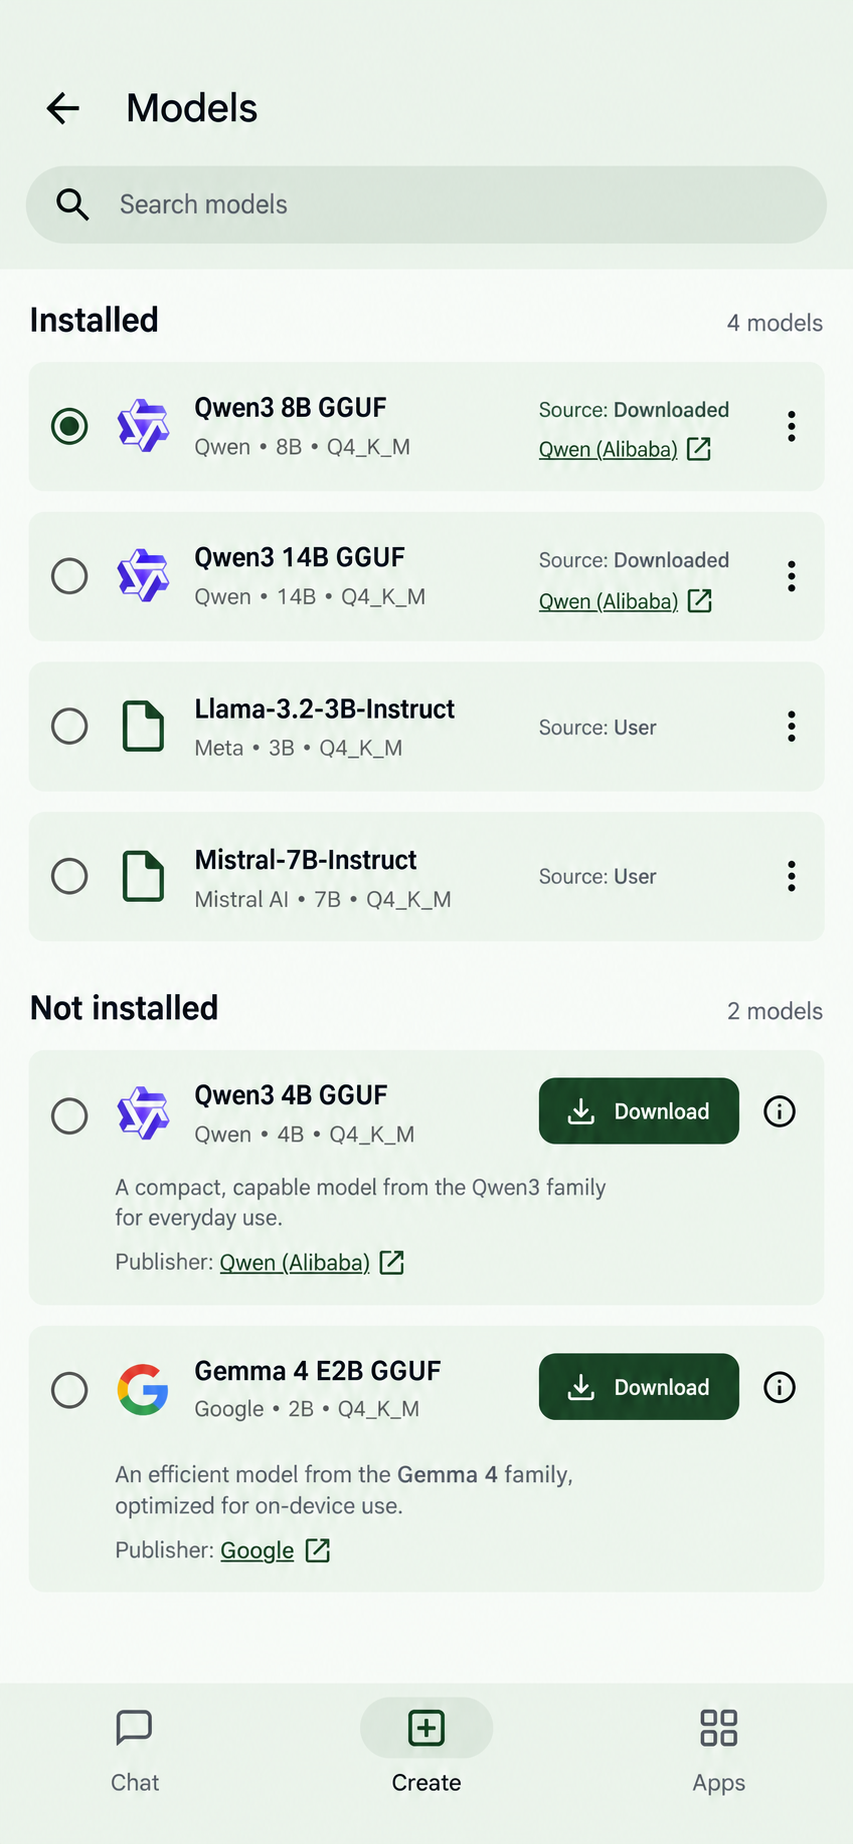 Models
Search models
Installed
4 models
Qwen3 8B GGUF
Qwen • 8B • Q4_K_M
Source: Downloaded
Qwen (Alibaba)
Qwen3 14B GGUF
Qwen • 14B • Q4_K_M
Source: Downloaded
Qwen (Alibaba)
Llama-3.2-3B-Instruct
Meta • 3B • Q4_K_M
Source: User
Mistral-7B-Instruct
Mistral AI • 7B • Q4_K_M
Source: User
Not installed
2 models
Qwen3 4B GGUF
Qwen • 4B • Q4_K_M
Download
A compact, capable model from the Qwen3 family
for everyday use.
Publisher: Qwen (Alibaba)
Gemma 4 E2B GGUF
Google • 2B • Q4_K_M
Download
An efficient model from the Gemma 4 family,
optimized for on-device use.
Publisher: Google
Chat
Create
Apps